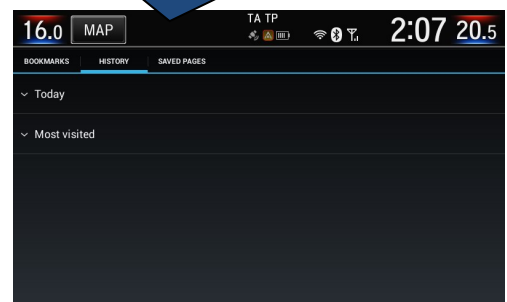 16.0 MAP TA TP 2:07 20.5
BOOKMARKS HISTORY SAVED PAGES
Today
Most visited